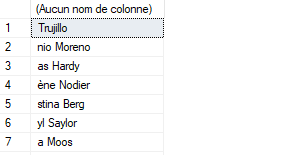 (Aucun nom de colonne)
1 Trujillo
2 nio Moreno
3 as Hardy
4 ène Nodier
5 stina Berg
6 yl Saylor
7 a Moos